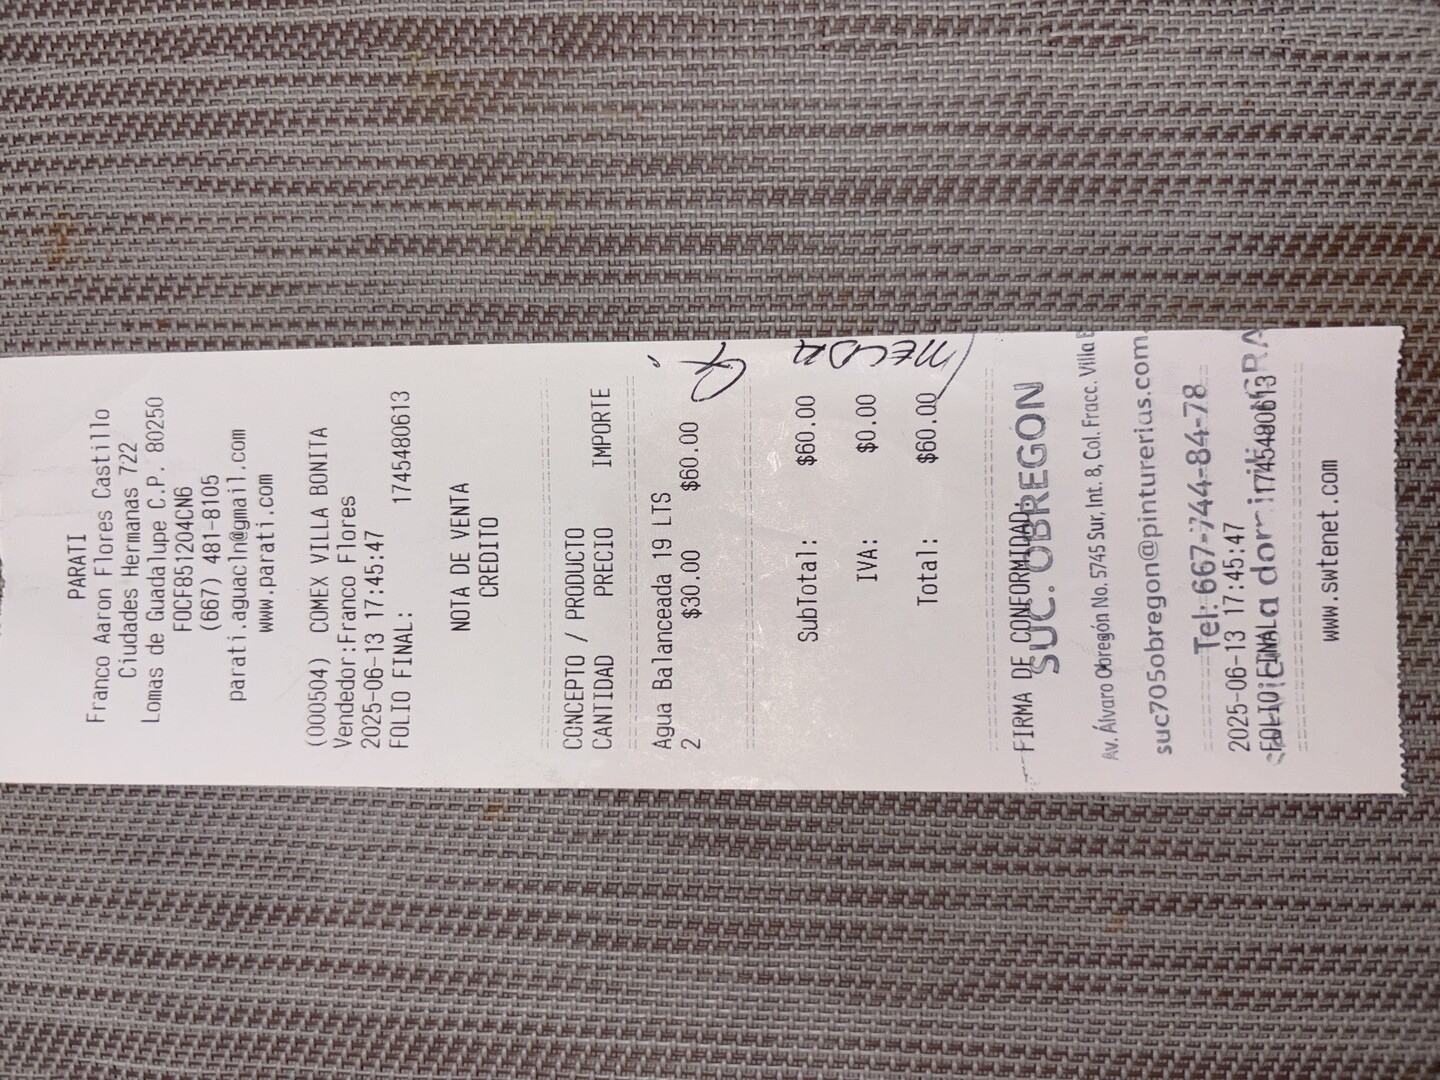 PARATI
Franco Aaron Flores Castillo
Ciudades Hermanas 722
Lomas de Guadalupe C.P. 80250
FOCF851204CN6
(667) 481-8105
parati.aguacln@gmail.com
www.parati.com
(000504) COMEX VILLA BONITA
Vendedor:Franco Flores
2025-06-13 17:45:47
FOLIO FINAL: 1745480613
NOTA DE VENTA
CREDITO
CONCEPTO / PRODUCTO
CANTIDAD PRECIO IMPORTE
Agua Balanceada 19 LTS
2 $30.00 $60.00
SubTotal: $60.00
IVA: $0.00
Total: $60.00
FIRMA DE CONFORMIDAD
SUC. OBREGON
Av. Álvaro Obregón No. 5745 Sur, Int. 8, Col. Fracc. Villa
suc705obregon@pinturerias.com
Tel: 667-744-84-78
2025-06-13 17:45:47
FOLIO FINAL 1745480613
www.swtenet.com